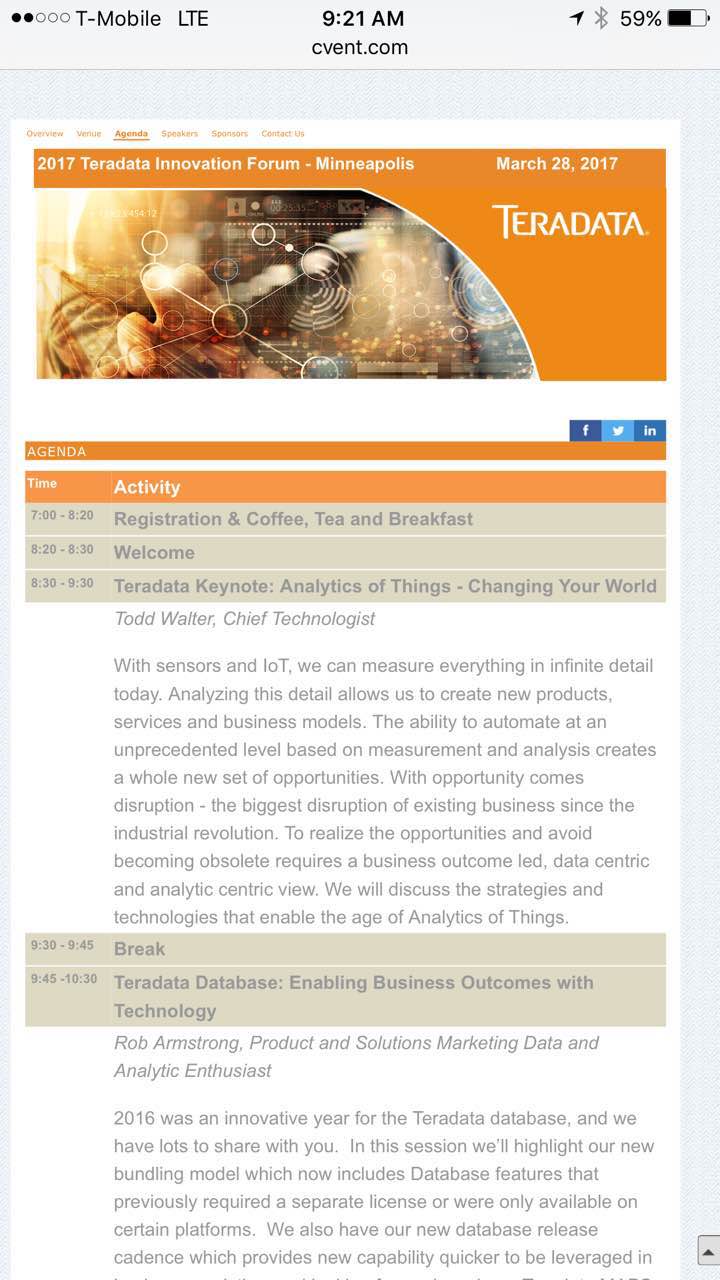 T-Mobile LTE 9:21 AM 59%
cvent.com
Overview Venue Agenda Speakers Sponsors Contact Us
2017 Teradata Innovation Forum - Minneapolis March 28, 2017
TERADATA.
f in
AGENDA
Time Activity
7:00 - 8:20 Registration & Coffee, Tea and Breakfast
8:20 - 8:30 Welcome
8:30 - 9:30 Teradata Keynote: Analytics of Things - Changing Your World
Todd Walter, Chief Technologist
With sensors and IoT, we can measure everything in infinite detail
today. Analyzing this detail allows us to create new products,
services and business models. The ability to automate at an
unprecedented level based on measurement and analysis creates
a whole new set of opportunities. With opportunity comes
disruption - the biggest disruption of existing business since the
industrial revolution. To realize the opportunities and avoid
becoming obsolete requires a business outcome led, data centric
and analytic centric view. We will discuss the strategies and
technologies that enable the age of Analytics of Things.
9:30 - 9:45 Break
9:45 -10:30 Teradata Database: Enabling Business Outcomes with
Technology
Rob Armstrong, Product and Solutions Marketing Data and
Analytic Enthusiast
2016 was an innovative year for the Teradata database, and we
have lots to share with you.  In this session we'll highlight our new
bundling model which now includes Database features that
previously required a separate license or were only available on
certain platforms.  We also have our new database release
cadence which provides new capability quicker to be leveraged in